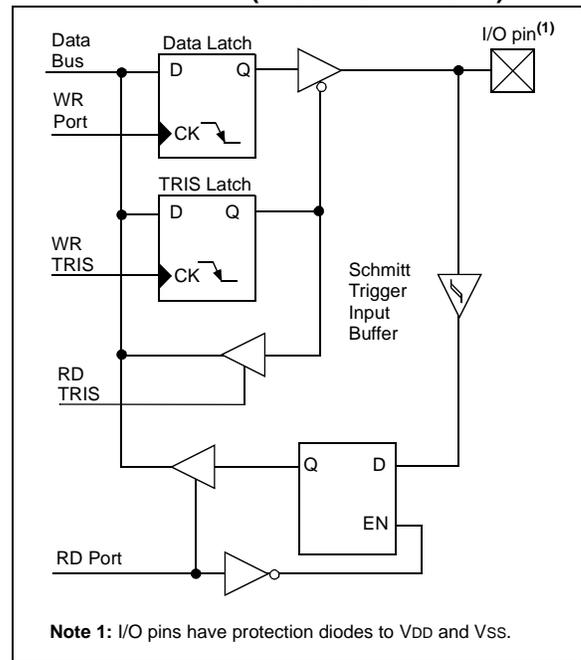 I/O pin(1)
Data
Bus
Data Latch
D
Q
WR
Port
CK
TRIS Latch
D
Q
WR
TRIS
CK
Schmitt
Trigger
Input
Buffer
RD
TRIS
Q
D
EN
RD Port
Note 1: I/O pins have protection diodes to VDD and VSS.